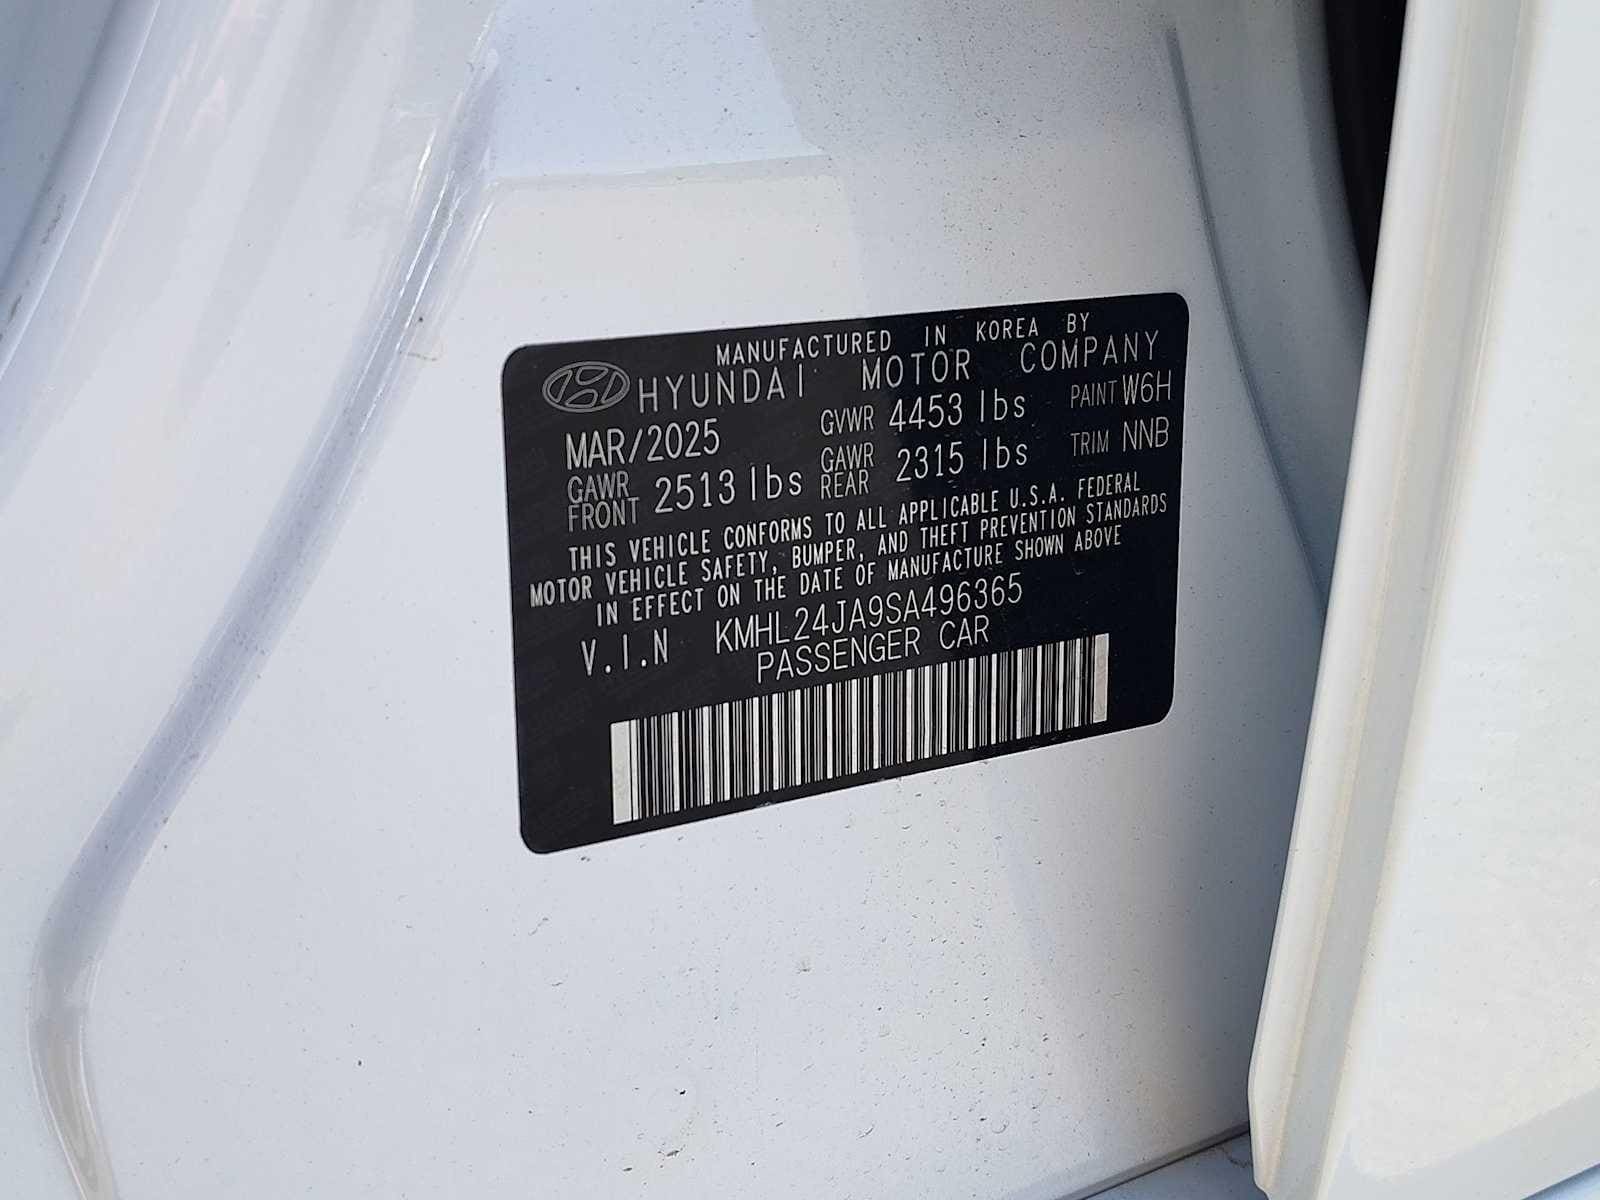 MANUFACTURED IN KOREA BY
HYUNDAI MOTOR COMPANY
MAR/2025 GVWR 4453 lbs PAINT W6H
GAWR FRONT 2513 lbs GAWR REAR 2315 lbs TRIM NNB
THIS VEHICLE CONFORMS TO ALL APPLICABLE U.S.A. FEDERAL
MOTOR VEHICLE SAFETY, BUMPER, AND THEFT PREVENTION STANDARDS
IN EFFECT ON THE DATE OF MANUFACTURE SHOWN ABOVE
V.I.N KMHL24JA9SA496365
PASSENGER CAR